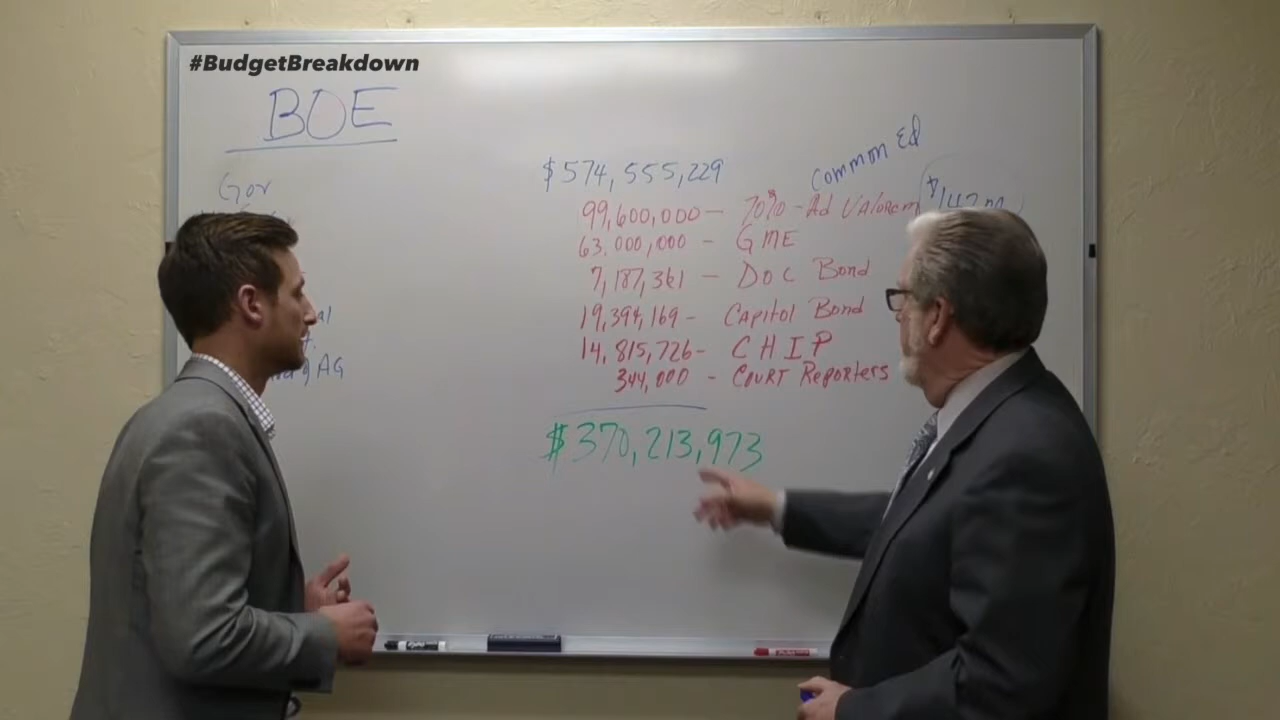 #BudgetBreakdown
BOE
Gov
$574,555,229
Common Ed
99,600,000 - 70% - Ad Valorem
63,000,000 - GME
7,187,361 - DOC Bond
19,394,169 - Capitol Bond
14,815,726 - CHIP
344,000 - Court Reporters
AG
$370,213,973